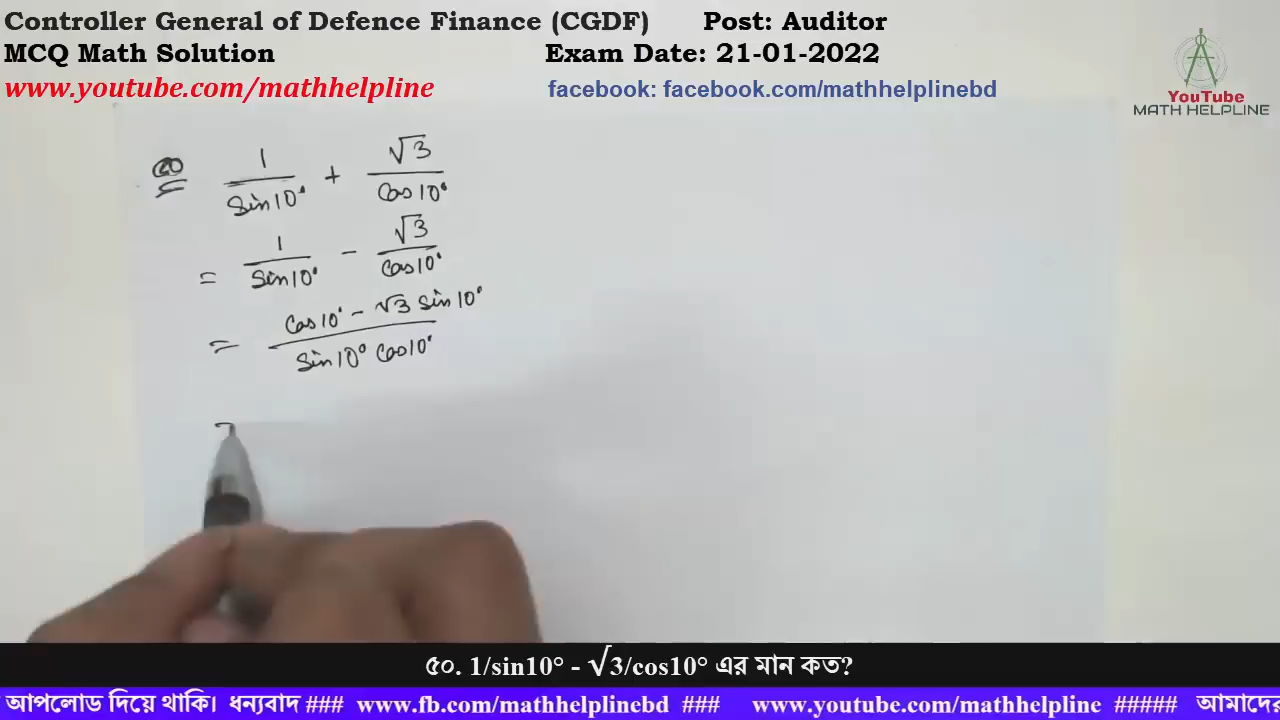 Controller General of Defence Finance (CGDF) Post: Auditor
MCQ Math Solution Exam Date: 21-01-2022
www.youtube.com/mathhelpline facebook: facebook.com/mathhelplinebd
YouTube
MATH HELPLINE
৫০ 1/sin10° + √3/cos10°
= 1/sin10° - √3/cos10°
= cos10° - √3 sin10° / sin10° cos10°
৫০. 1/sin10° - √3/cos10° এর মান কত?
আপলোড দিয়ে থাকি। ধন্যবাদ ### www.fb.com/mathhelplinebd ### www.youtube.com/mathhelpline ##### আমাদের